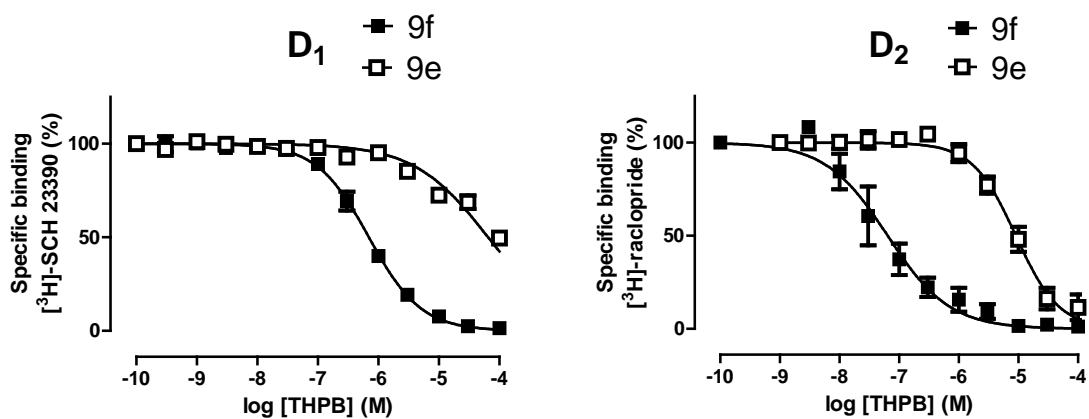 D₁
9f
9e
Specific binding
[³H]-SCH 23390 (%)
100
50
0
-10 -9 -8 -7 -6 -5 -4
log [THPB] (M)
D₂
9f
9e
Specific binding
[³H]-raclopride (%)
100
50
0
-10 -9 -8 -7 -6 -5 -4
log [THPB] (M)